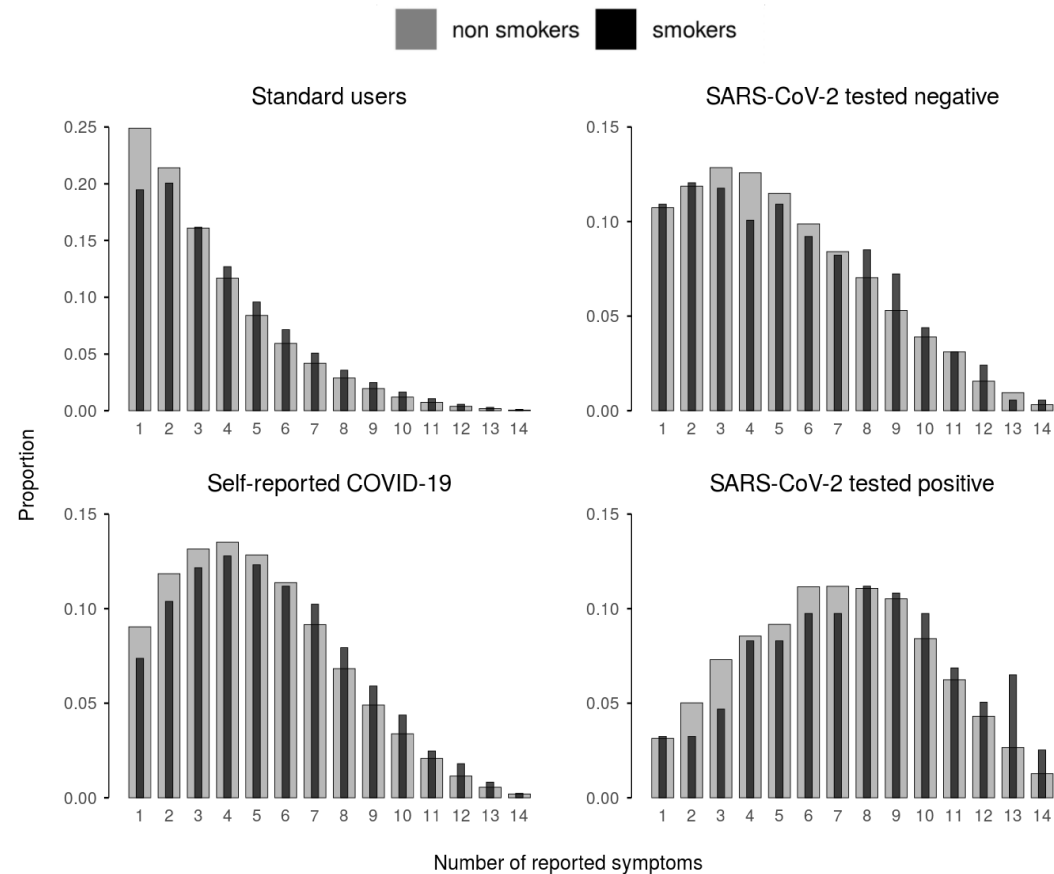 non smokers smokers
Standard users
0.25
0.20
0.15
0.10
0.05
0.00
1 2 3 4 5 6 7 8 9 10 11 12 13 14
SARS-CoV-2 tested negative
0.15
0.10
0.05
0.00
1 2 3 4 5 6 7 8 9 10 11 12 13 14
Proportion
Self-reported COVID-19
0.15
0.10
0.05
0.00
1 2 3 4 5 6 7 8 9 10 11 12 13 14
SARS-CoV-2 tested positive
0.15
0.10
0.05
0.00
1 2 3 4 5 6 7 8 9 10 11 12 13 14
Number of reported symptoms